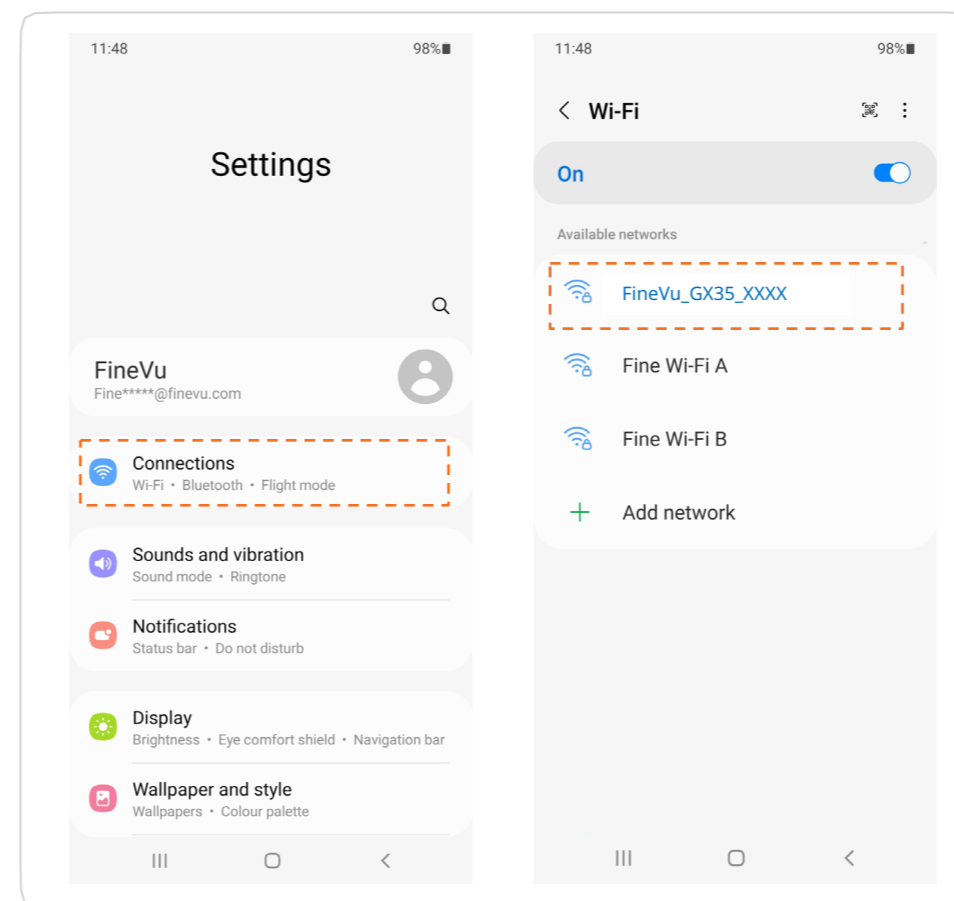 11:48 98%
Settings
FineVu
Fine*****@finevu.com
Connections
Wi-Fi • Bluetooth • Flight mode
Sounds and vibration
Sound mode • Ringtone
Notifications
Status bar • Do not disturb
Display
Brightness • Eye comfort shield • Navigation bar
Wallpaper and style
Wallpapers • Colour palette
11:48 98%
Wi-Fi
On
Available networks
FineVu_GX35_XXXX
Fine Wi-Fi A
Fine Wi-Fi B
Add network